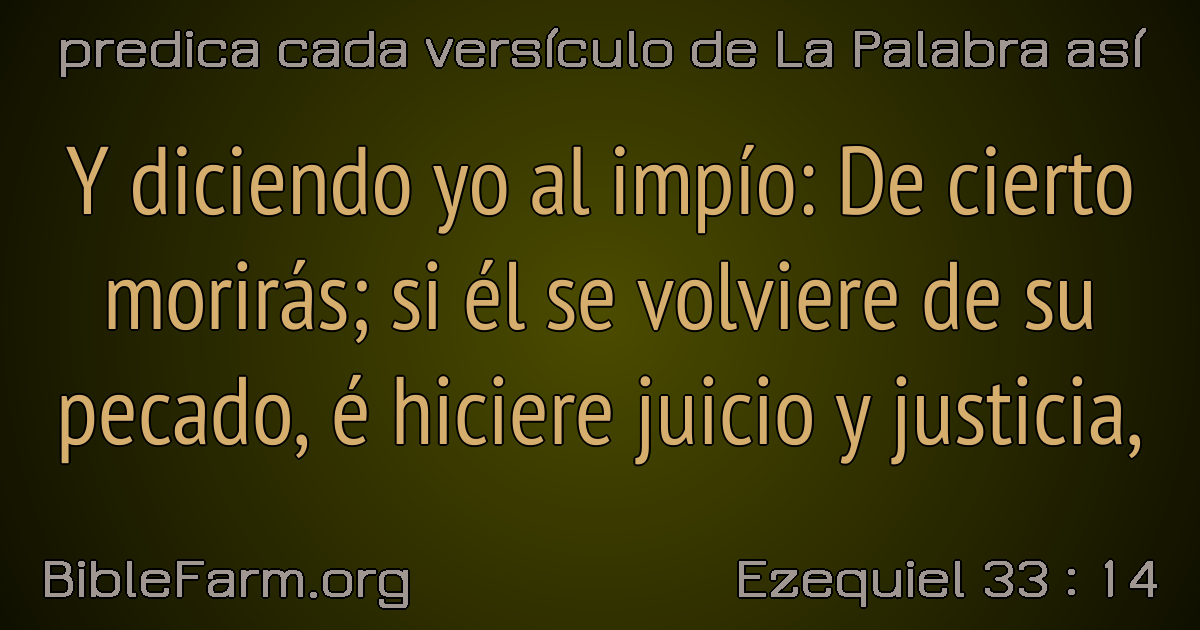 predica cada versículo de La Palabra así
Y diciendo yo al impío: De cierto
morirás; si él se volviere de su
pecado, é hiciere juicio y justicia,
BibleFarm.org
Ezequiel 33 : 14